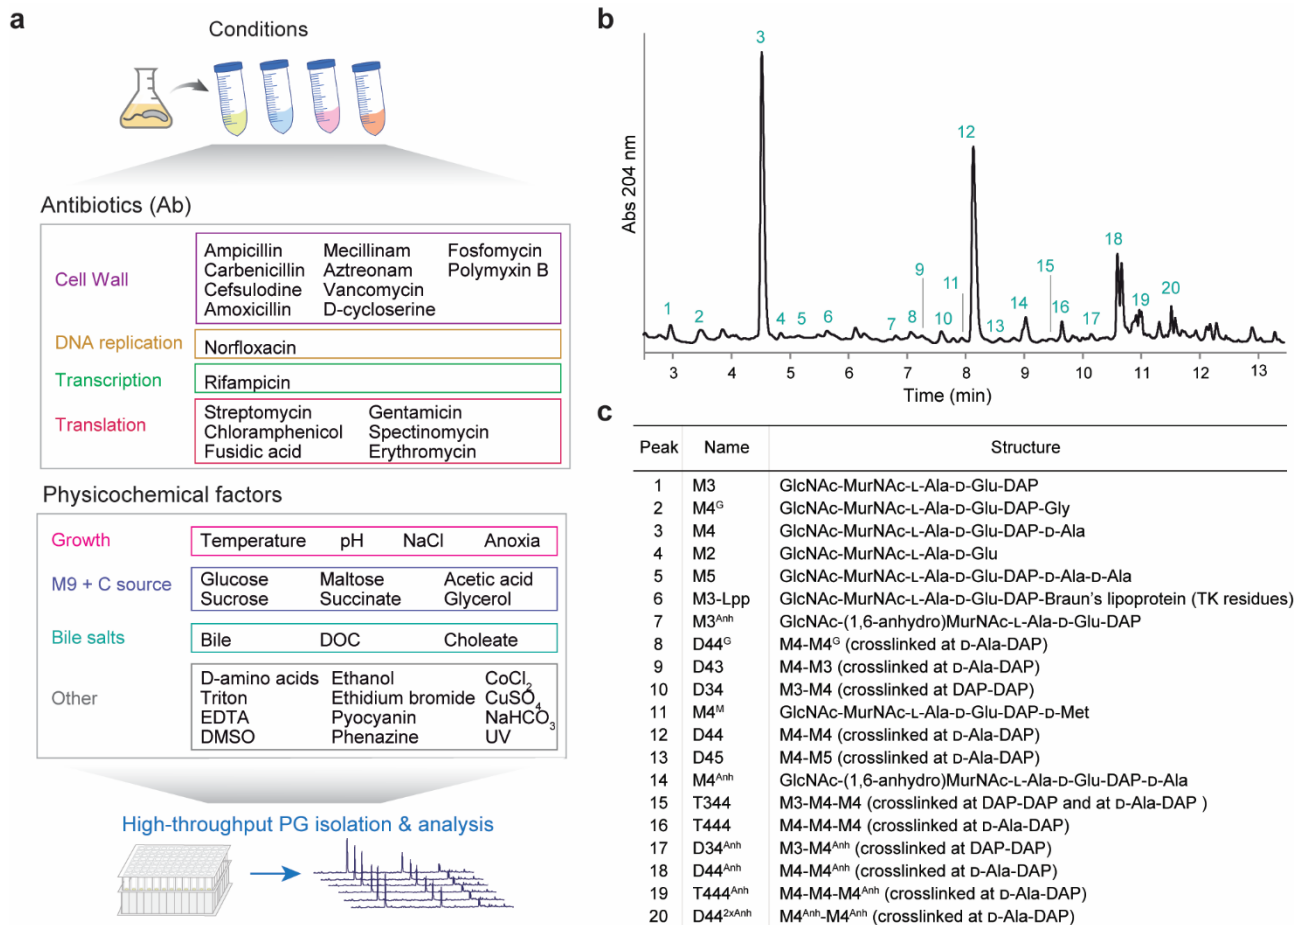 a
Conditions
Antibiotics (Ab)
Cell Wall
Ampicillin Mecillinam Fosfomycin
Carbenicillin Aztreonam Polymyxin B
Cefsulodine Vancomycin
Amoxicillin D-cycloserine
DNA replication Norfloxacin
Transcription Rifampicin
Translation
Streptomycin Gentamicin
Chloramphenicol Spectinomycin
Fusidic acid Erythromycin
Physicochemical factors
Growth Temperature pH NaCl Anoxia
M9 + C source
Glucose Maltose Acetic acid
Sucrose Succinate Glycerol
Bile salts Bile DOC Choleate
Other
D-amino acids Ethanol CoCl₂
Triton Ethidium bromide CuSO₄
EDTA Pyocyanin NaHCO₃
DMSO Phenazine UV
High-throughput PG isolation & analysis
b
Abs 204 nm
1 2 3 4 5 6 7 8 9 10 11 12 13 14 15 16 17 18 19 20
3 4 5 6 7 8 9 10 11 12 13
Time (min)
c
Peak Name Structure
1 M3 GlcNAc-MurNAc-L-Ala-D-Glu-DAP
2 M4ᴳ GlcNAc-MurNAc-L-Ala-D-Glu-DAP-Gly
3 M4 GlcNAc-MurNAc-L-Ala-D-Glu-DAP-D-Ala
4 M2 GlcNAc-MurNAc-L-Ala-D-Glu
5 M5 GlcNAc-MurNAc-L-Ala-D-Glu-DAP-D-Ala-D-Ala
6 M3-Lpp GlcNAc-MurNAc-L-Ala-D-Glu-DAP-Braun's lipoprotein (TK residues)
7 M3ᴬⁿʰ GlcNAc-(1,6-anhydro)MurNAc-L-Ala-D-Glu-DAP
8 D44ᴳ M4-M4ᴳ (crosslinked at D-Ala-DAP)
9 D43 M4-M3 (crosslinked at D-Ala-DAP)
10 D34 M3-M4 (crosslinked at DAP-DAP)
11 M4ᴹ GlcNAc-MurNAc-L-Ala-D-Glu-DAP-D-Met
12 D44 M4-M4 (crosslinked at D-Ala-DAP)
13 D45 M4-M5 (crosslinked at D-Ala-DAP)
14 M4ᴬⁿʰ GlcNAc-(1,6-anhydro)MurNAc-L-Ala-D-Glu-DAP-D-Ala
15 T344 M3-M4-M4 (crosslinked at DAP-DAP and at D-Ala-DAP )
16 T444 M4-M4-M4 (crosslinked at D-Ala-DAP)
17 D34ᴬⁿʰ M3-M4ᴬⁿʰ (crosslinked at DAP-DAP)
18 D44ᴬⁿʰ M4-M4ᴬⁿʰ (crosslinked at D-Ala-DAP)
19 T444ᴬⁿʰ M4-M4-M4ᴬⁿʰ (crosslinked at D-Ala-DAP)
20 D44²ˣᴬⁿʰ M4ᴬⁿʰ-M4ᴬⁿʰ (crosslinked at D-Ala-DAP)